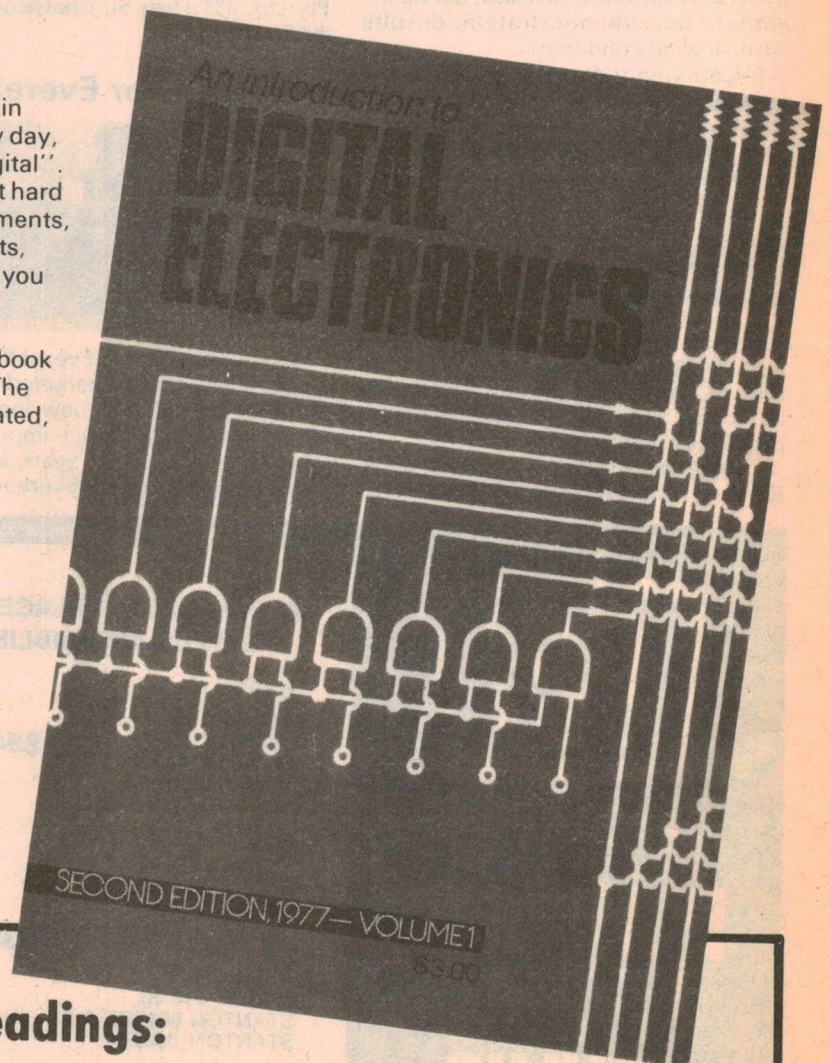 in
y day,
gital''.
t hard
ments,
ts,
you
book
The
ated,
An introduction to
DIGITAL
ELECTRONICS
SECOND EDITION, 1977— VOLUME 1
$3.00
eadings: